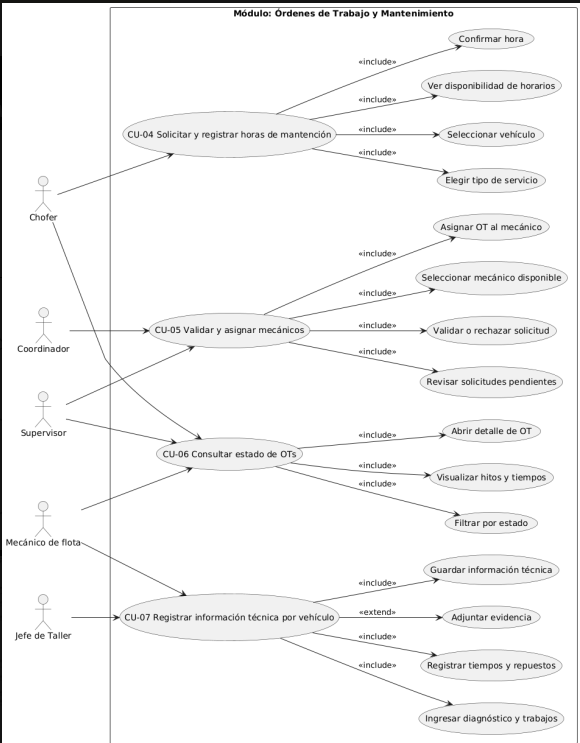 Módulo: Órdenes de Trabajo y Mantenimiento
Confirmar hora
«include»
Ver disponibilidad de horarios
«include»
CU-04 Solicitar y registrar horas de mantención
«include»
Seleccionar vehículo
«include»
Elegir tipo de servicio
Chofer
Asignar OT al mecánico
«include»
Seleccionar mecánico disponible
«include»
CU-05 Validar y asignar mecánicos
«include»
Validar o rechazar solicitud
Coordinador
«include»
Revisar solicitudes pendientes
Supervisor
Abrir detalle de OT
«include»
CU-06 Consultar estado de OTs
«include»
Visualizar hitos y tiempos
«include»
Filtrar por estado
Mecánico de flota
Guardar información técnica
«include»
CU-07 Registrar información técnica por vehículo
«extend»
Adjuntar evidencia
Jefe de Taller
«include»
Registrar tiempos y repuestos
«include»
Ingresar diagnóstico y trabajos